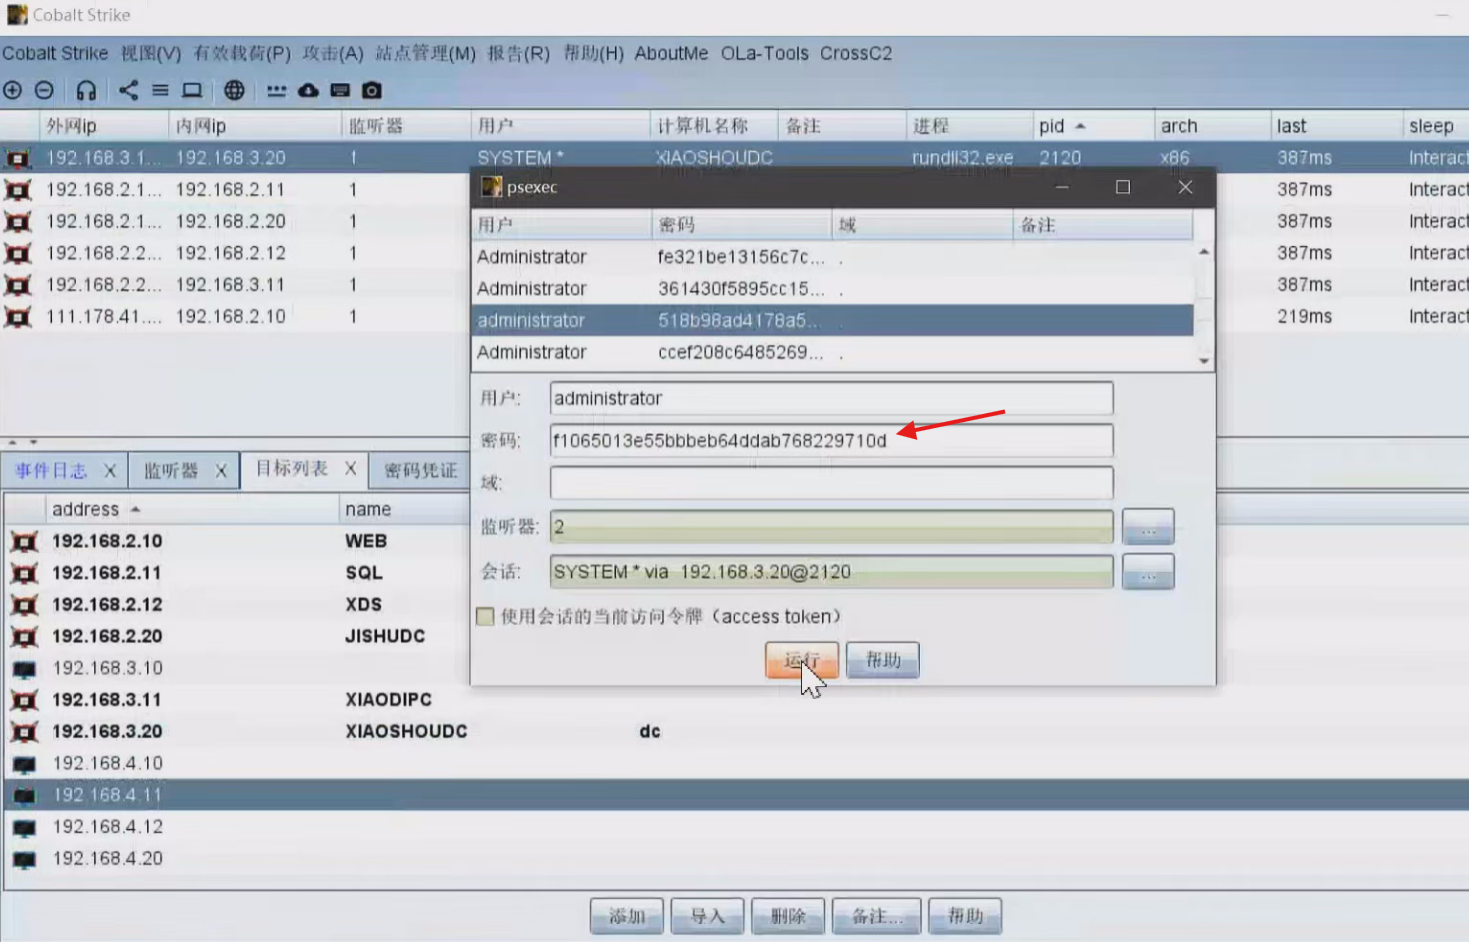 Cobalt Strike
Cobalt Strike 视图(V) 有效载荷(P) 攻击(A) 站点管理(M) 报告(R) 帮助(H) AboutMe OLa-Tools CrossC2
外网ip 内网ip 监听器 用户 计算机名称 备注 进程 pid arch last sleep
192.168.3.1... 192.168.3.20 1 SYSTEM * XIAOSHOUDC rundll32.exe 2120 x86 387ms Interact
192.168.2.1... 192.168.2.11 1 387ms Interact
192.168.2.1... 192.168.2.20 1 387ms Interact
192.168.2.2... 192.168.2.12 1 387ms Interact
192.168.2.2... 192.168.3.11 1 387ms Interact
111.178.41.... 192.168.2.10 1 219ms Interact
psexec
用户 密码 域 备注
Administrator fe321be13156c7c... .
Administrator 361430f5895cc15... .
administrator 518b98ad4178a5... .
Administrator ccef208c6485269... .
用户: administrator
密码: f1065013e55bbbeb64ddab768229710d
域:
监听器: 2 ...
会话: SYSTEM * via 192.168.3.20@2120 ...
使用会话的当前访问令牌（access token）
运行 帮助
事件日志 X 监听器 X 目标列表 X 密码凭证
address name
192.168.2.10 WEB
192.168.2.11 SQL
192.168.2.12 XDS
192.168.2.20 JISHUDC
192.168.3.10
192.168.3.11 XIAODIPC
192.168.3.20 XIAOSHOUDC dc
192.168.4.10
192.168.4.11
192.168.4.12
192.168.4.20
添加 导入 删除 备注... 帮助